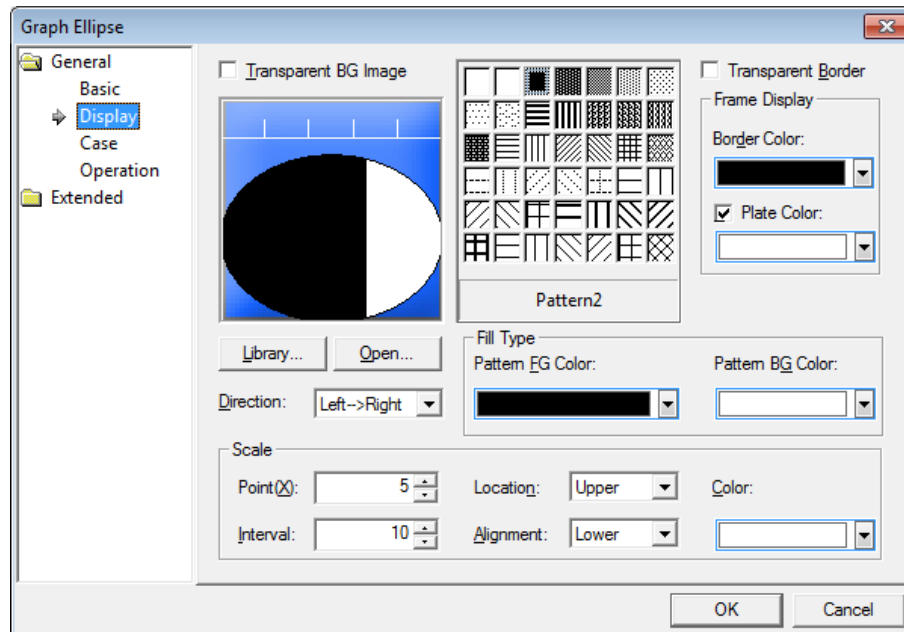 Graph Ellipse
General
Basic
Display
Case
Operation
Extended
Transparent BG Image
Pattern2
Transparent Border
Frame Display
Border Color:
Plate Color:
Library...
Open...
Direction:
Left-->Right
Fill Type
Pattern FG Color:
Pattern BG Color:
Scale
Point(X):
5
Location:
Upper
Color:
Interval:
10
Alignment:
Lower
OK
Cancel